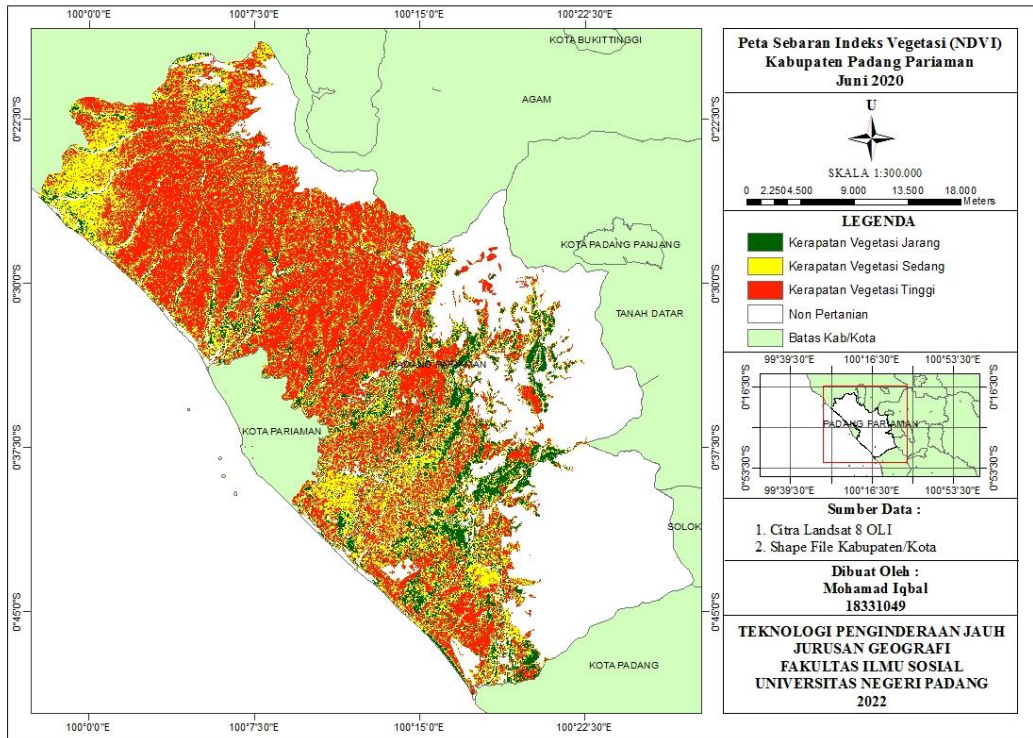 100°0'0"E 100°7'30"E 100°15'0"E 100°22'30"E
0°22'30"S 0°30'0"S 0°37'30"S 0°45'0"S
KOTA BUKITTINGGI
AGAM
KOTA PADANG PANJANG
TANAH DATAR
PADANG PARIAMAN
KOTA PARIAMAN
SOLOK
KOTA PADANG
0°22'30"S 0°30'0"S 0°37'30"S 0°45'0"S
100°0'0"E 100°7'30"E 100°15'0"E 100°22'30"E
Peta Sebaran Indeks Vegetasi (NDVI)
Kabupaten Padang Pariaman
Juni 2020
U
SKALA 1:300.000
0 2.250 4.500 9.000 13.500 18.000
Meters
LEGENDA
Kerapatan Vegetasi Jarang
Kerapatan Vegetasi Sedang
Kerapatan Vegetasi Tinggi
Non Pertanian
Batas Kab/Kota
99°39'30"E 100°16'30"E 100°53'30"E
0°16'30"S 0°53'30"S
PADANG PARIAMAN
0°16'30"S 0°53'30"S
99°39'30"E 100°16'30"E 100°53'30"E
Sumber Data :
1. Citra Landsat 8 OLI
2. Shape File Kabupaten/Kota
Dibuat Oleh :
Mohamad Iqbal
18331049
TEKNOLOGI PENGINDERAAN JAUH
JURUSAN GEOGRAFI
FAKULTAS ILMU SOSIAL
UNIVERSITAS NEGERI PADANG
2022